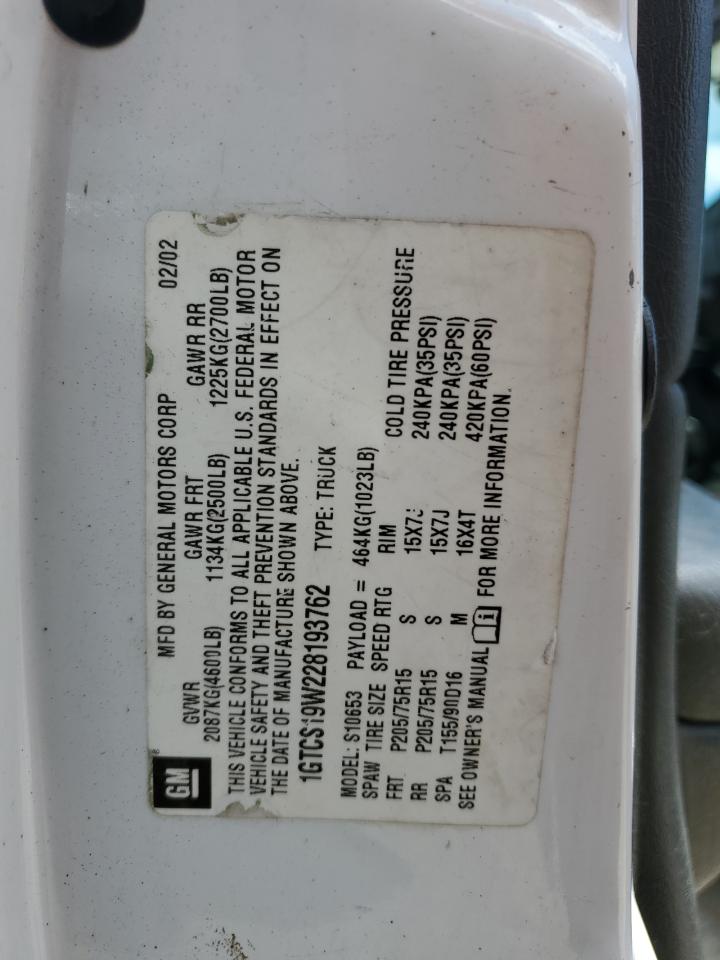 GM
MFD BY GENERAL MOTORS CORP 02/02
GVWR GAWR FRT GAWR RR
2087KG(4600LB) 1134KG(2500LB) 1225KG(2700LB)
THIS VEHICLE CONFORMS TO ALL APPLICABLE U.S. FEDERAL MOTOR
VEHICLE SAFETY AND THEFT PREVENTION STANDARDS IN EFFECT ON
THE DATE OF MANUFACTURE SHOWN ABOVE.
1GTCS19W228193762 TYPE: TRUCK
MODEL: S10653 PAYLOAD = 464KG(1023LB)
SPAW TIRE SIZE SPEED RTG RIM COLD TIRE PRESSURE
FRT P205/75R15 S 15X7J 240KPA(35PSI)
RR P205/75R15 S 15X7J 240KPA(35PSI)
SPA T155/90D16 M 16X4T 420KPA(60PSI)
SEE OWNER'S MANUAL i FOR MORE INFORMATION.